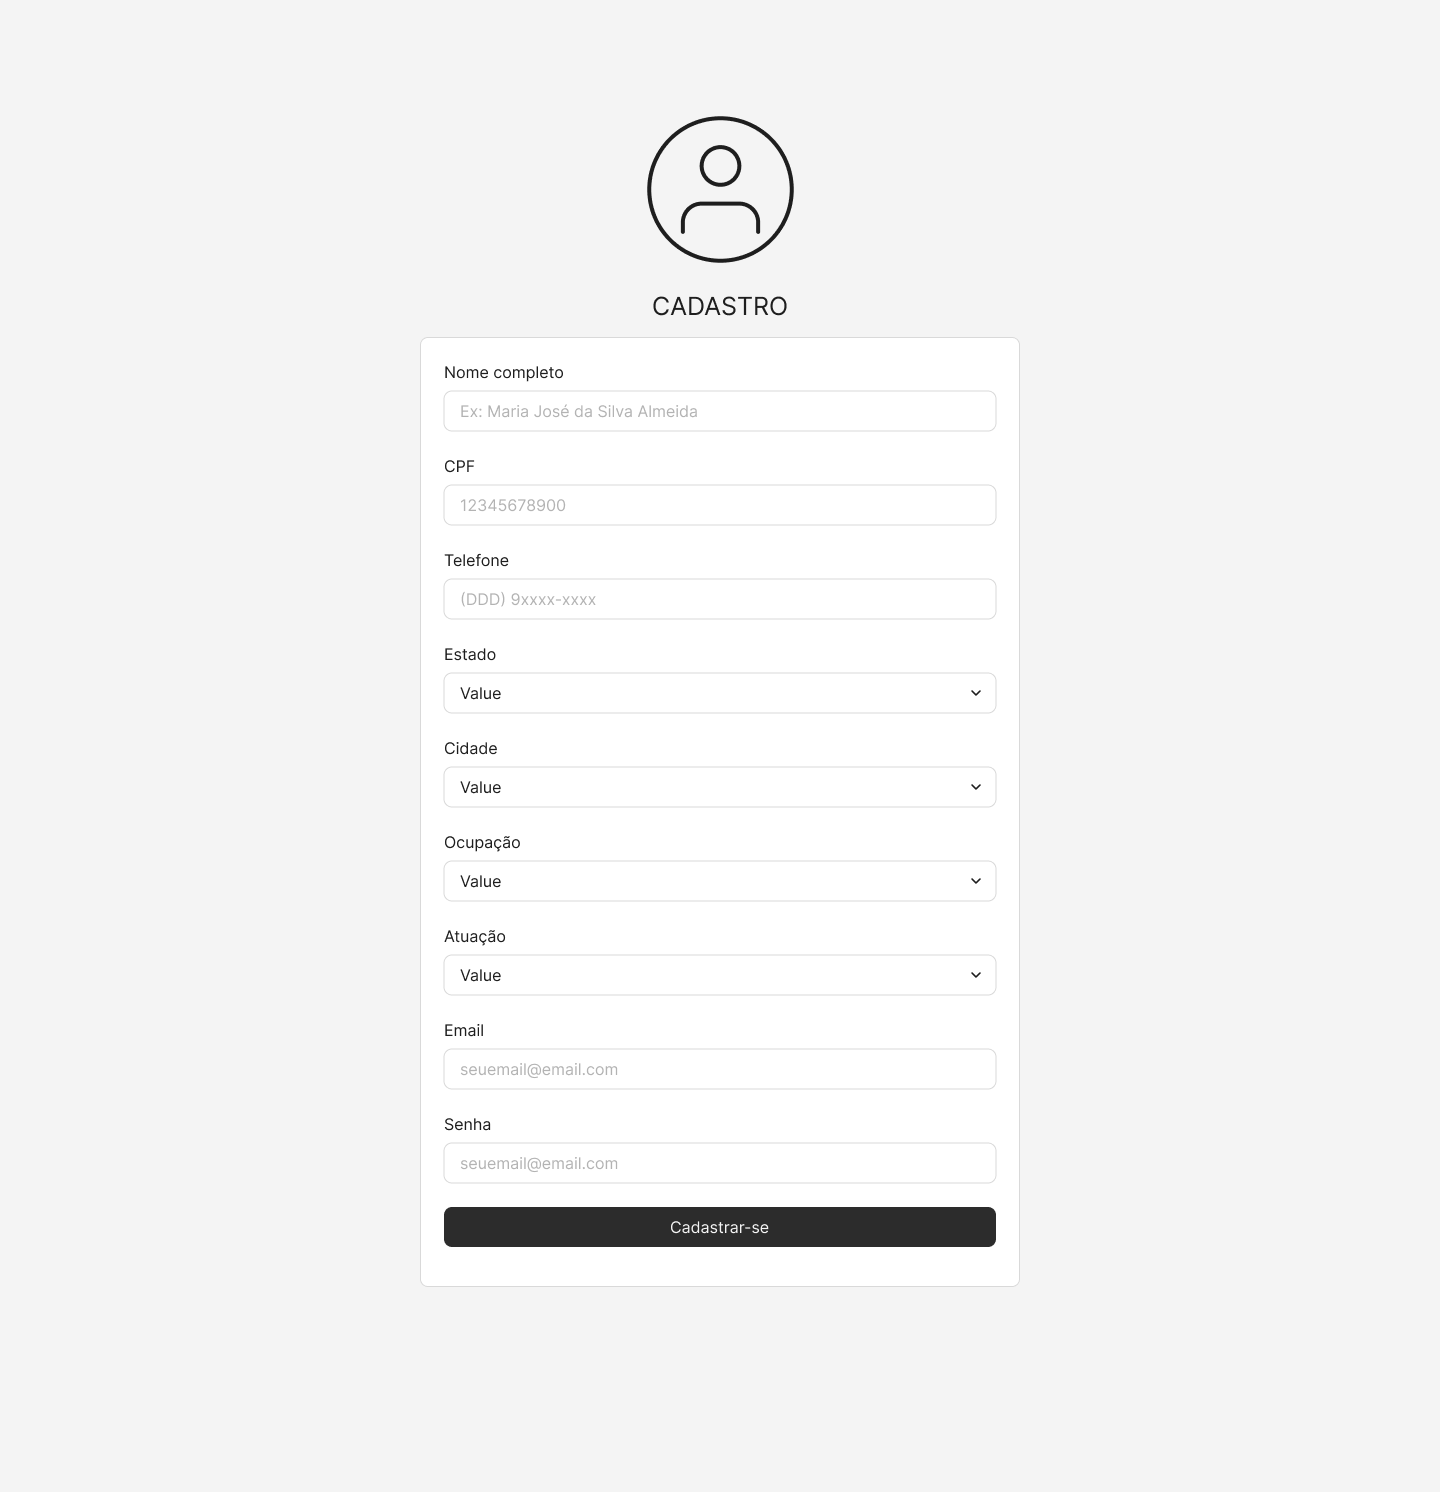 CADASTRO
Nome completo
Ex: Maria José da Silva Almeida
CPF
12345678900
Telefone
(DDD) 9xxxx-xxxx
Estado
Value
Cidade
Value
Ocupação
Value
Atuação
Value
Email
seuemail@email.com
Senha
seuemail@email.com
Cadastrar-se